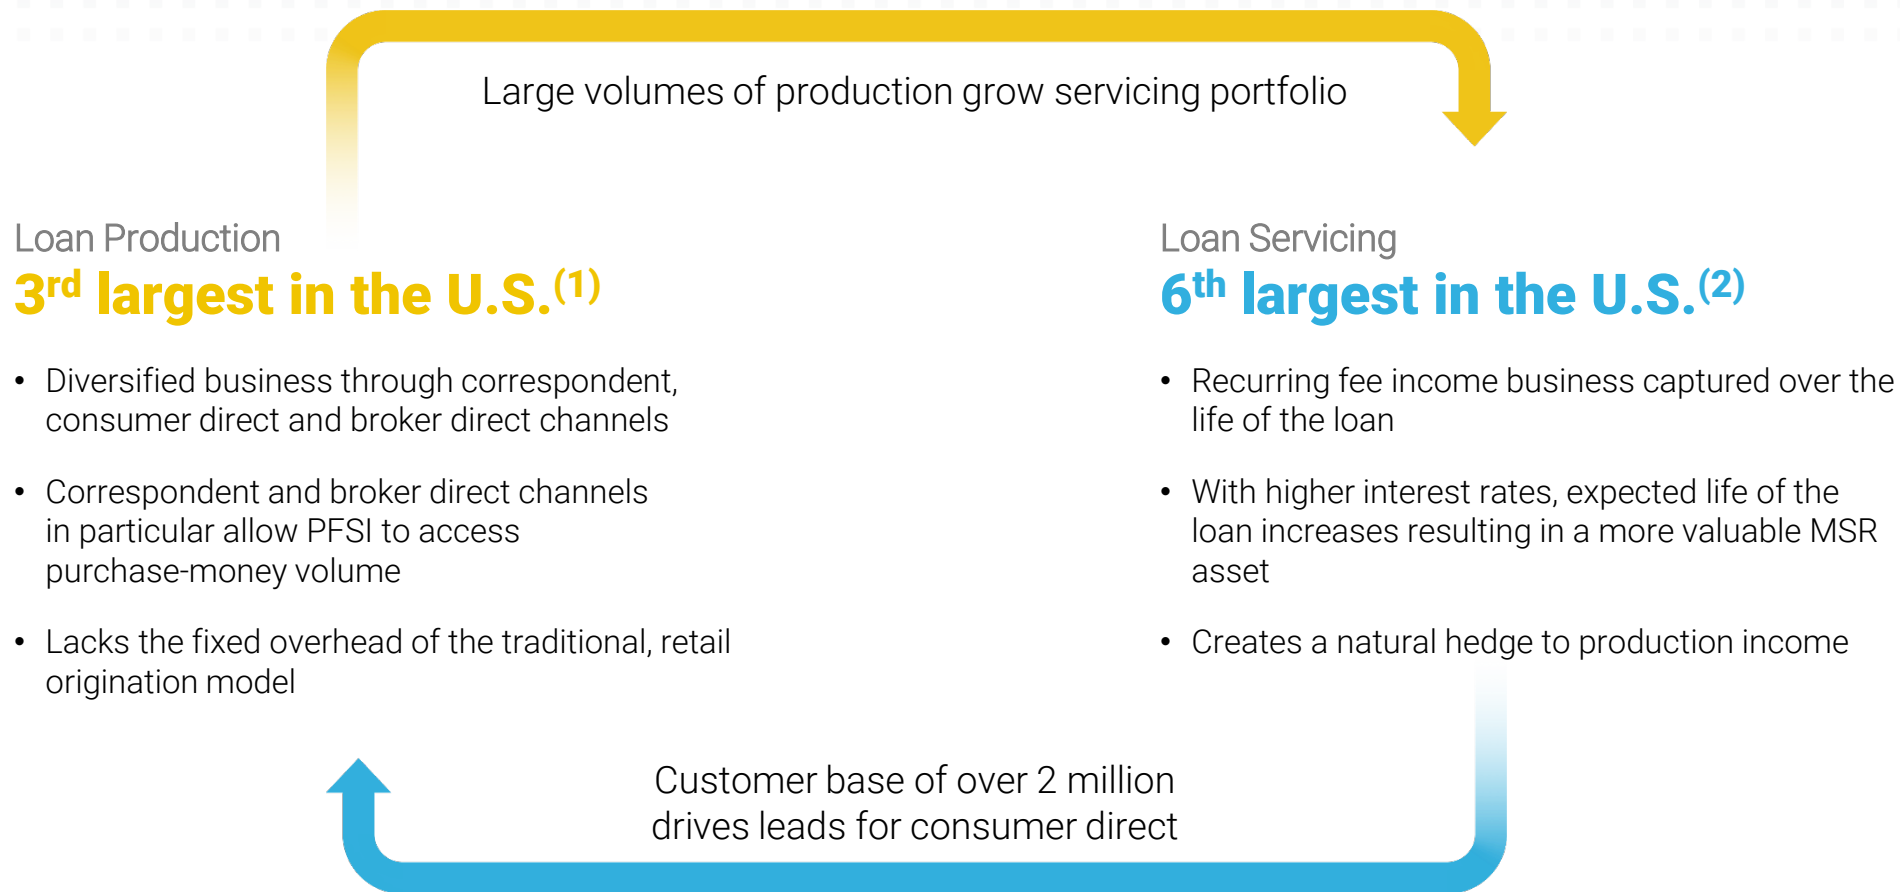 Large volumes of production grow servicing portfolio
Loan Production
3rd largest in the U.S.(1)
• Diversified business through correspondent,
consumer direct and broker direct channels
• Correspondent and broker direct channels
in particular allow PFSI to access
purchase-money volume
• Lacks the fixed overhead of the traditional, retail
origination model
Loan Servicing
6th largest in the U.S.(2)
• Recurring fee income business captured over the
life of the loan
• With higher interest rates, expected life of the
loan increases resulting in a more valuable MSR
asset
• Creates a natural hedge to production income
Customer base of over 2 million
drives leads for consumer direct